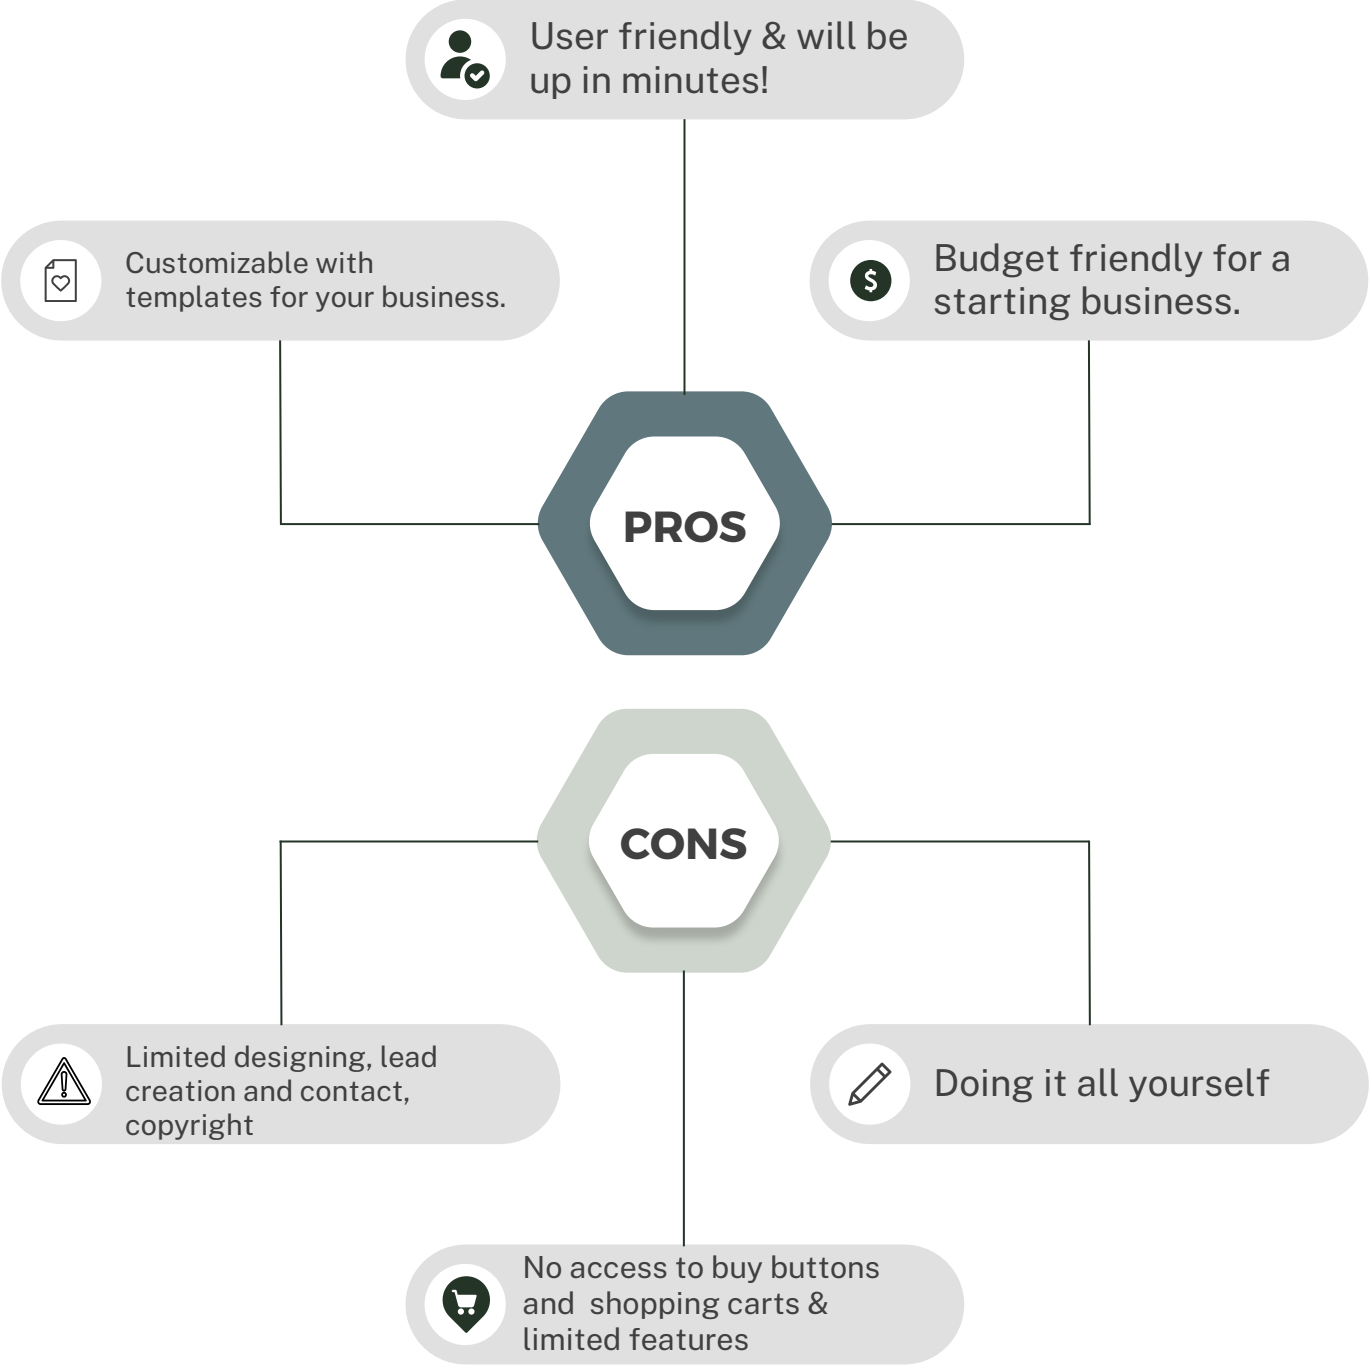 User friendly & will be
up in minutes!
Customizable with
templates for your business.
Budget friendly for a
starting business.
PROS
CONS
Limited designing, lead
creation and contact,
copyright
Doing it all yourself
No access to buy buttons
and  shopping carts &
limited features